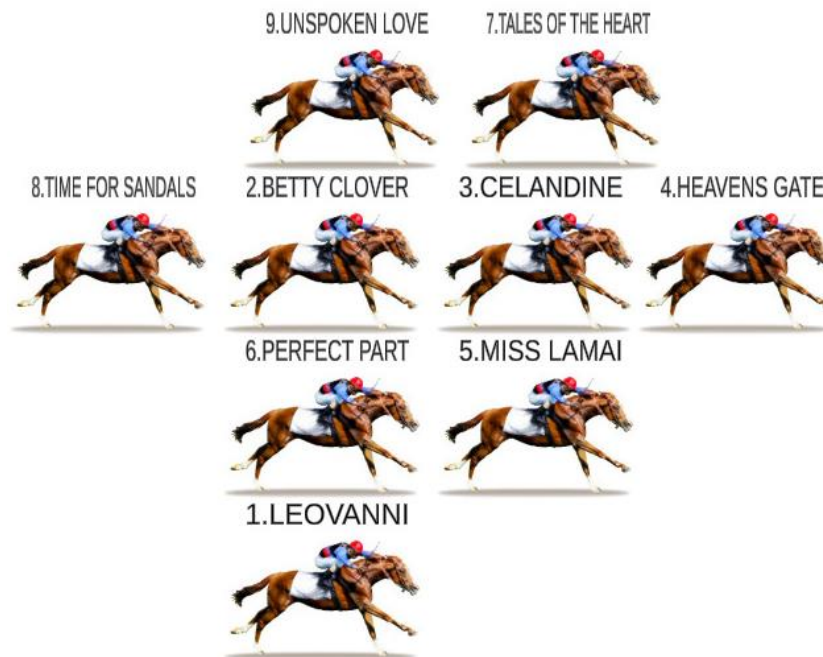 9.UNSPOKEN LOVE 7.TALES OF THE HEART
8.TIME FOR SANDALS 2.BETTY CLOVER 3.CELANDINE 4.HEAVENS GATE
6.PERFECT PART 5.MISS LAMAI
1.LEOVANNI